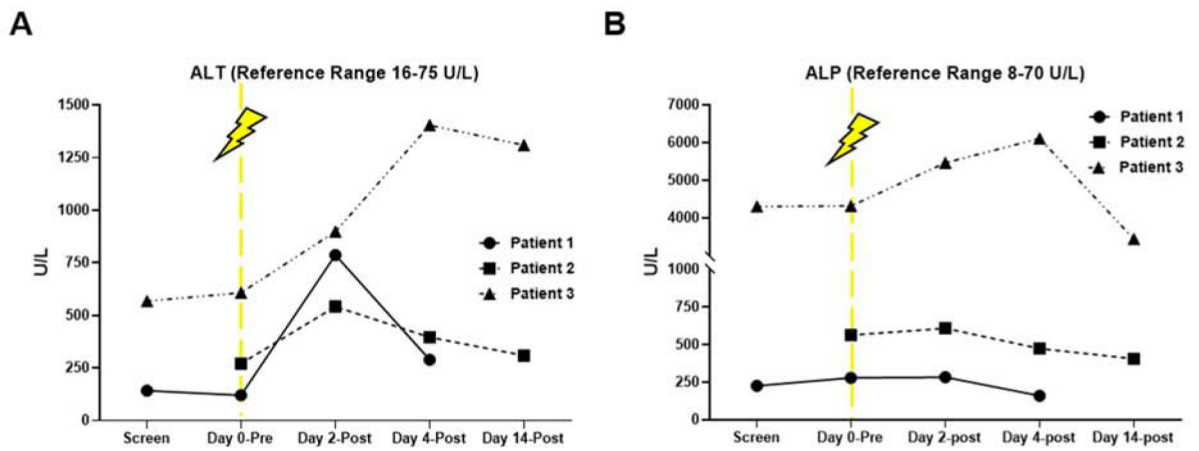 A
ALT (Reference Range 16-75 U/L)
1500
1250
1000
750
500
250
0
U/L
Patient 1
Patient 2
Patient 3
Screen Day 0-Pre Day 2-Post Day 4-Post Day 14-Post
B
ALP (Reference Range 8-70 U/L)
7000
6000
5000
4000
1000
750
500
250
0
U/L
Patient 1
Patient 2
Patient 3
Screen Day 0-Pre Day 2-post Day 4-post Day 14-post